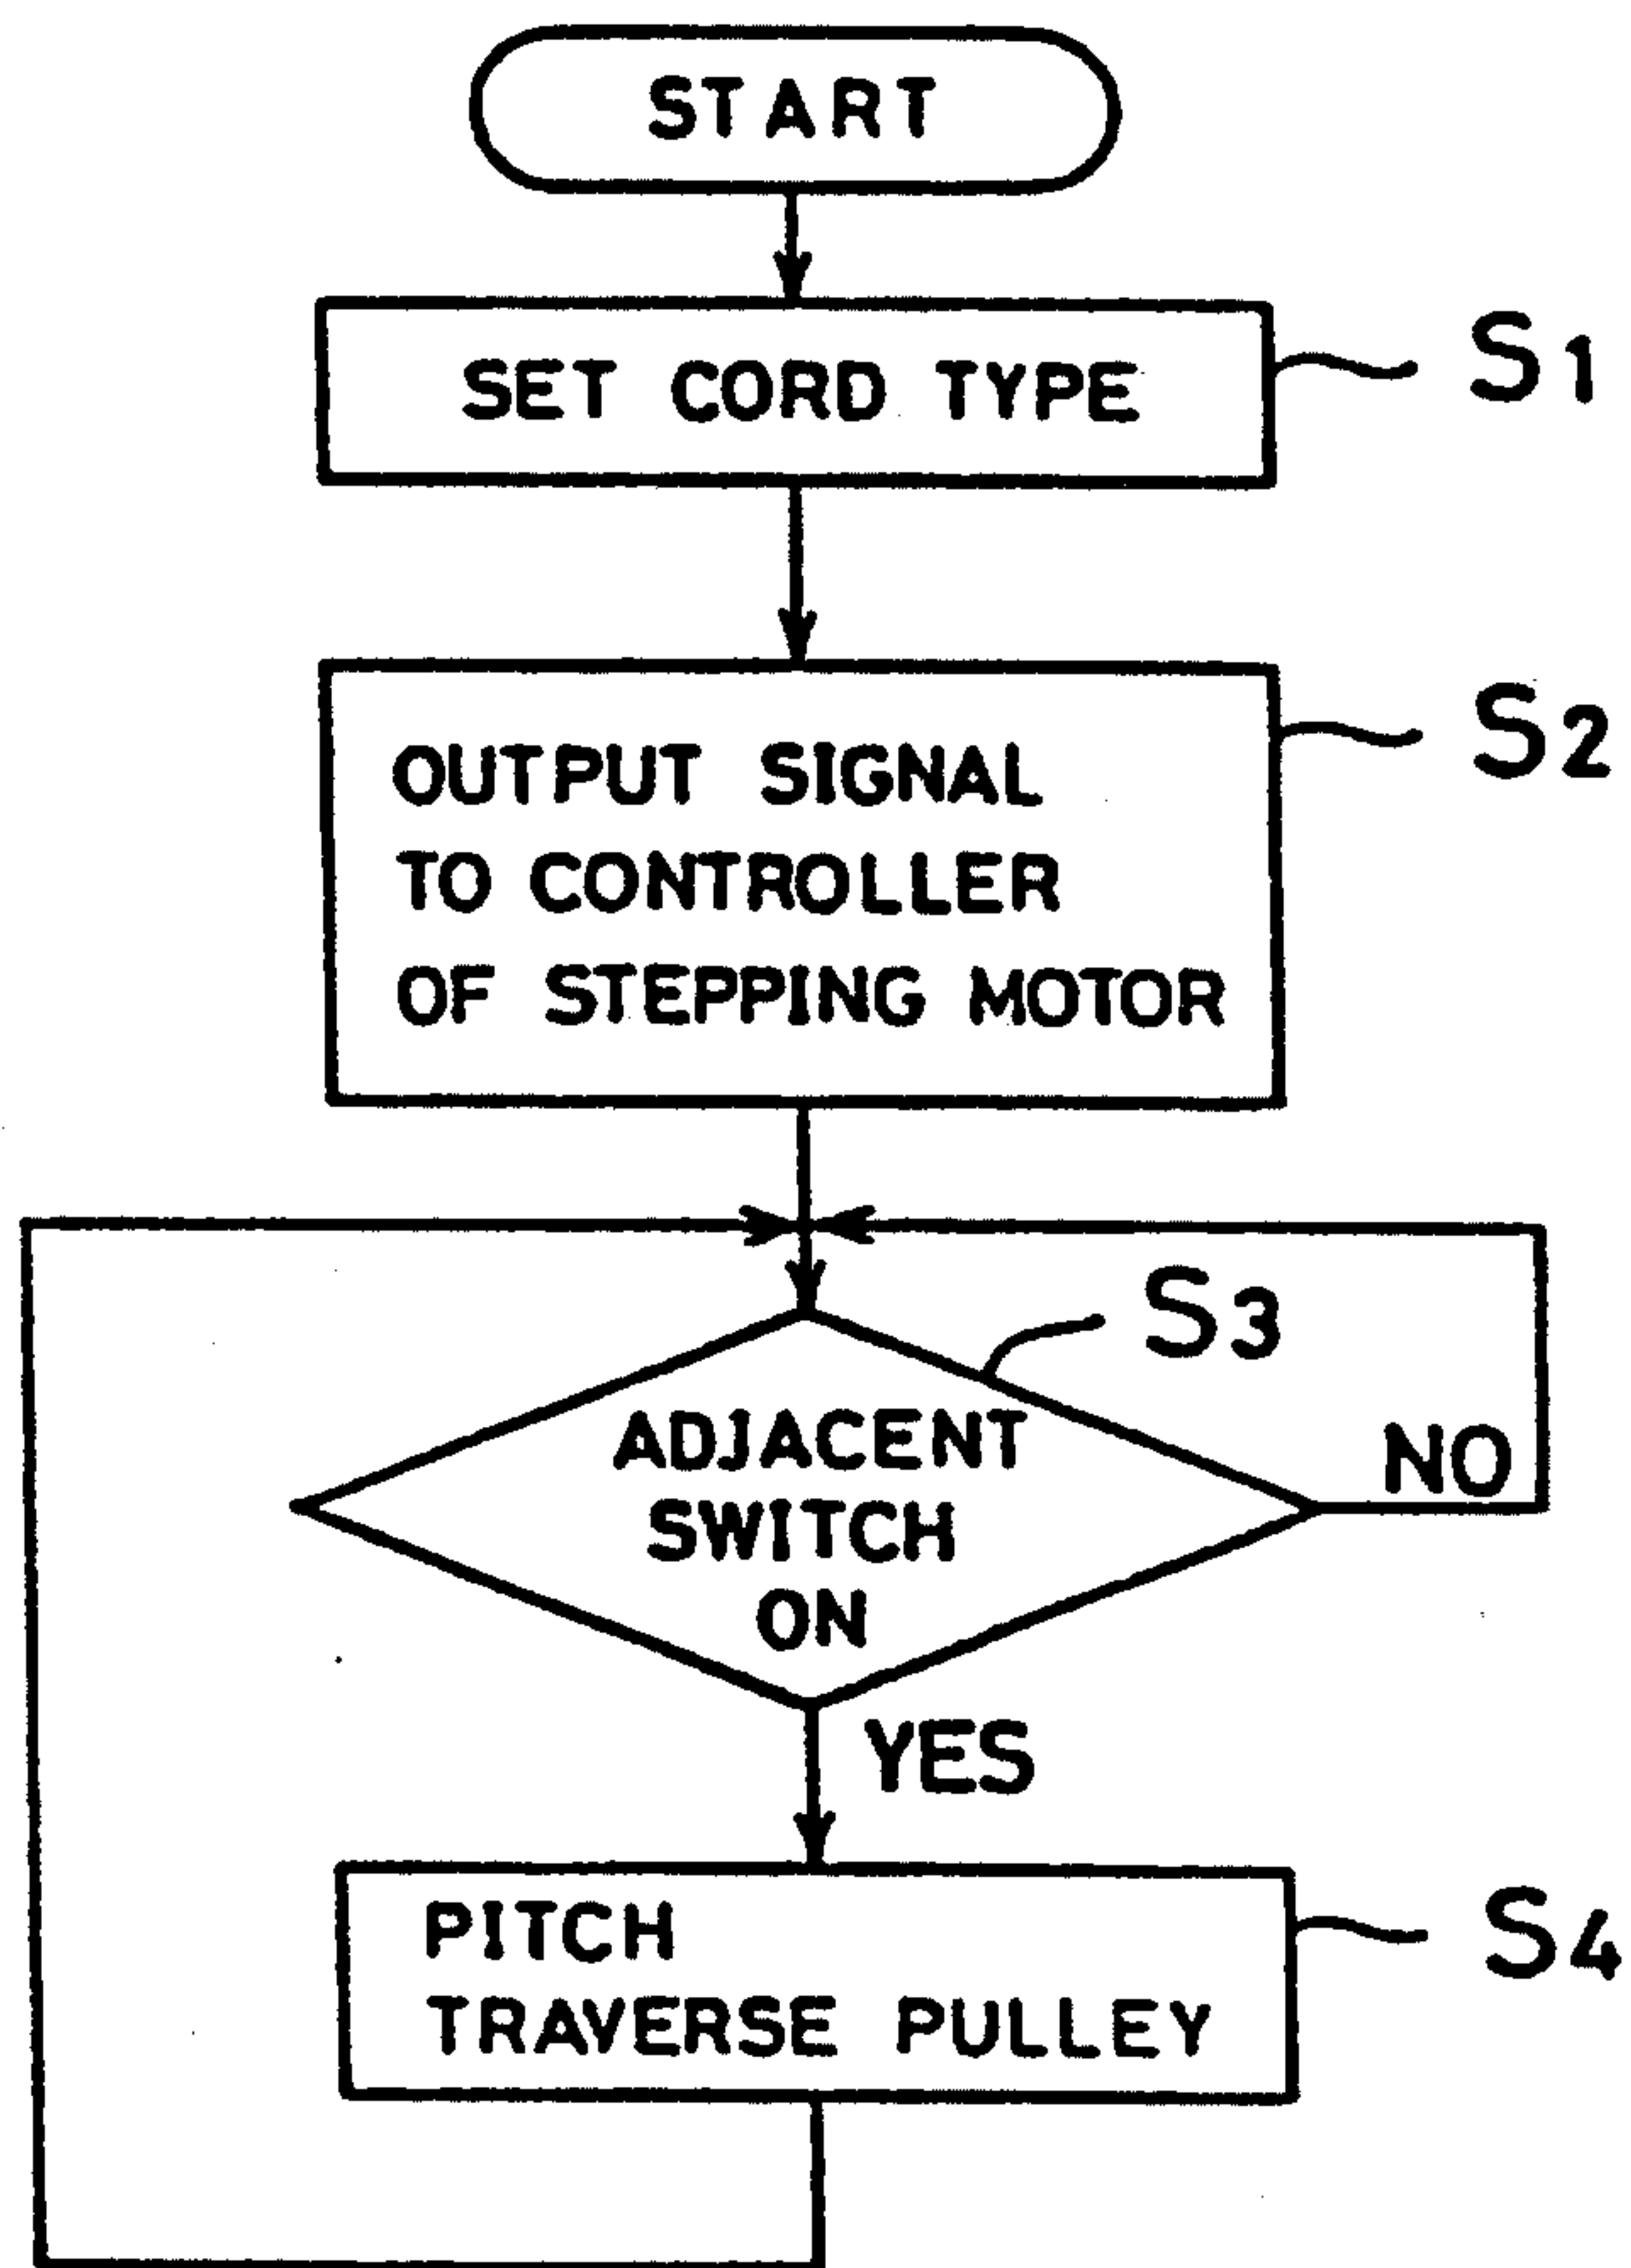 START
SET CORD TYPE
S1
OUTPUT SIGNAL
TO CONTROLLER
OF STEPPING MOTOR
S2
S3
ADJACENT
SWITCH
ON
NO
YES
PITCH
TRAVERSE PULLEY
S4